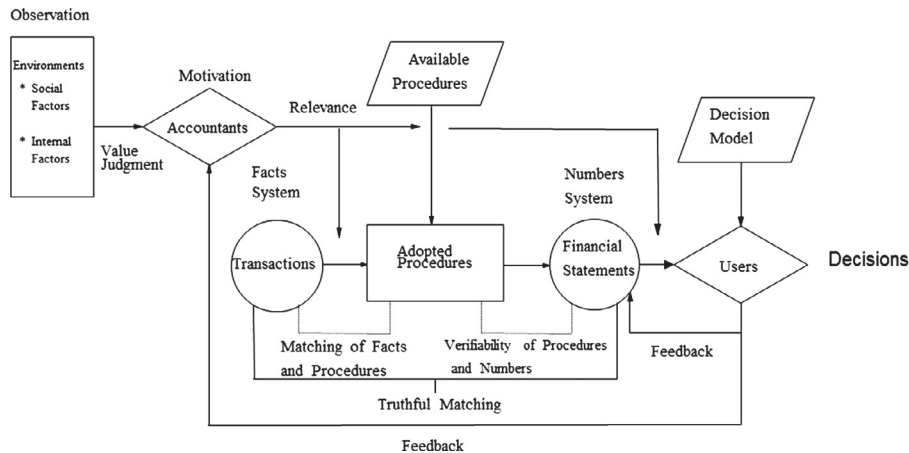 Observation
Environments
* Social
Factors
* Internal
Factors
Value
Judgment
Motivation
Accountants
Relevance
Available
Procedures
Decision
Model
Facts
System
Numbers
System
Transactions
Adopted
Procedures
Financial
Statements
Users
Decisions
Matching of Facts
and Procedures
Verifiability of Procedures
and Numbers
Feedback
Truthful Matching
Feedback